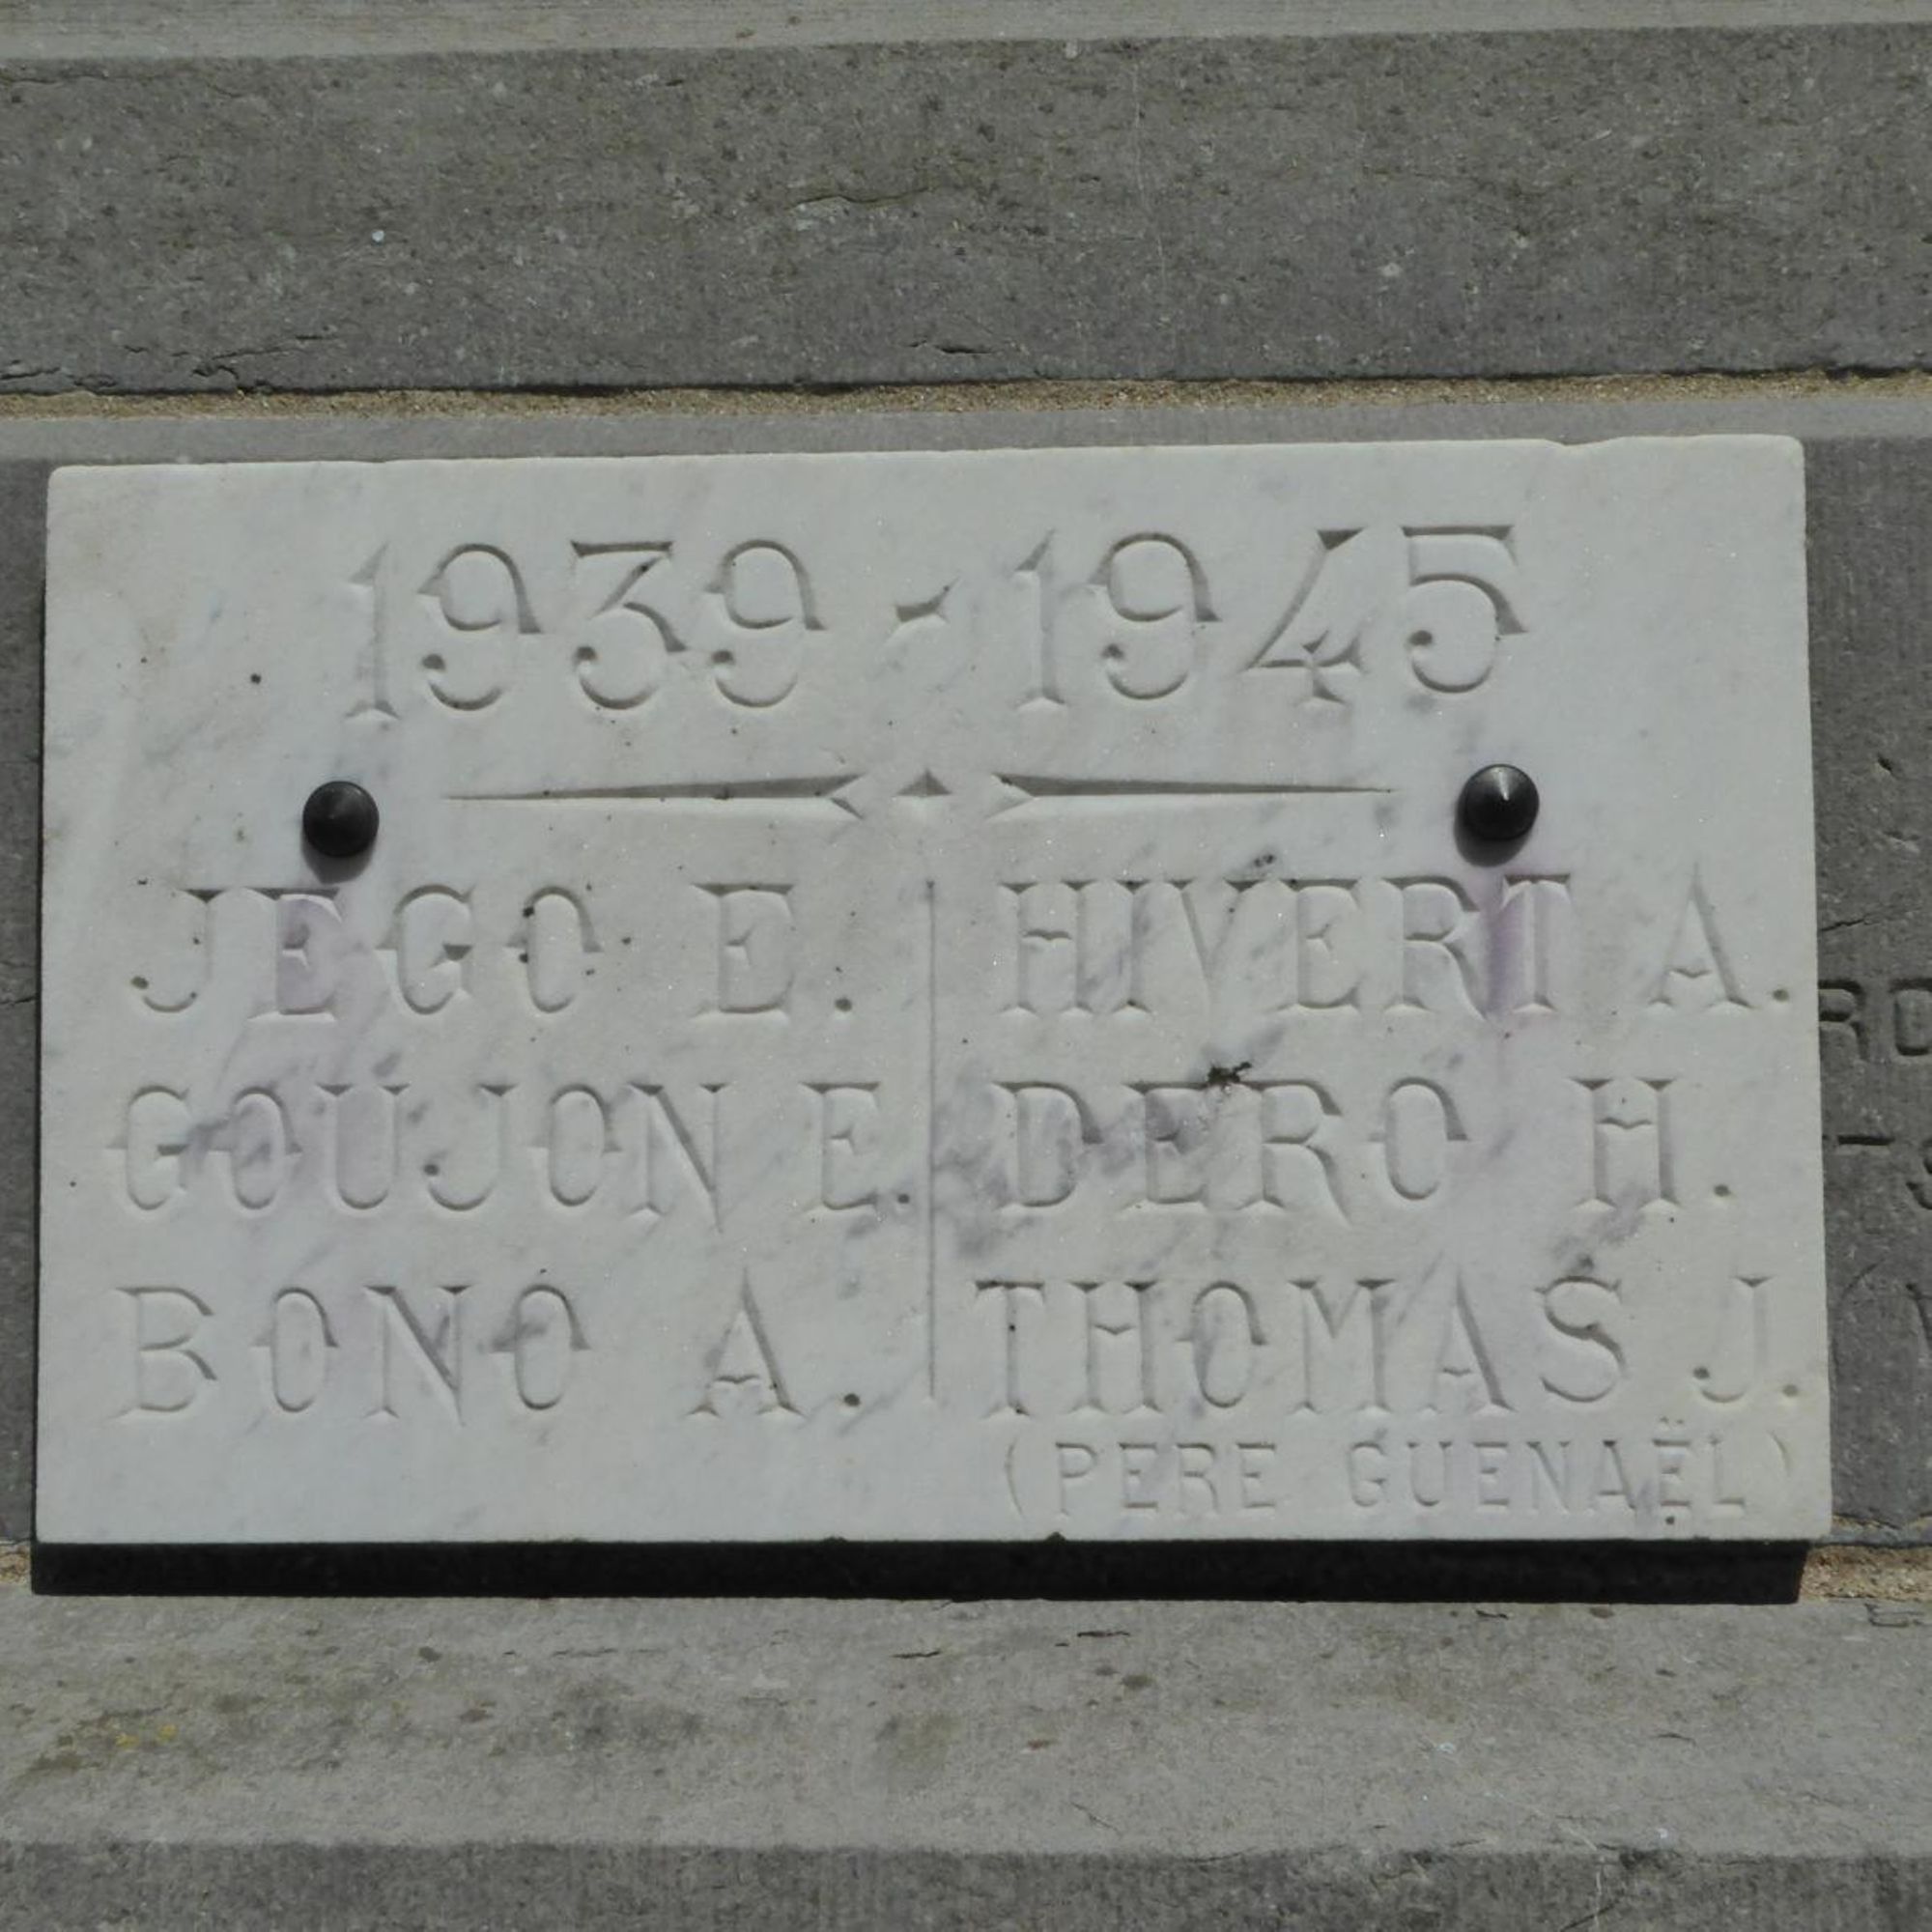 1939 - 1945
JEGO E.
GOUJON E.
BONO A.
HIVERT A.
DERO H.
THOMAS J.
(PERE GUENAËL)